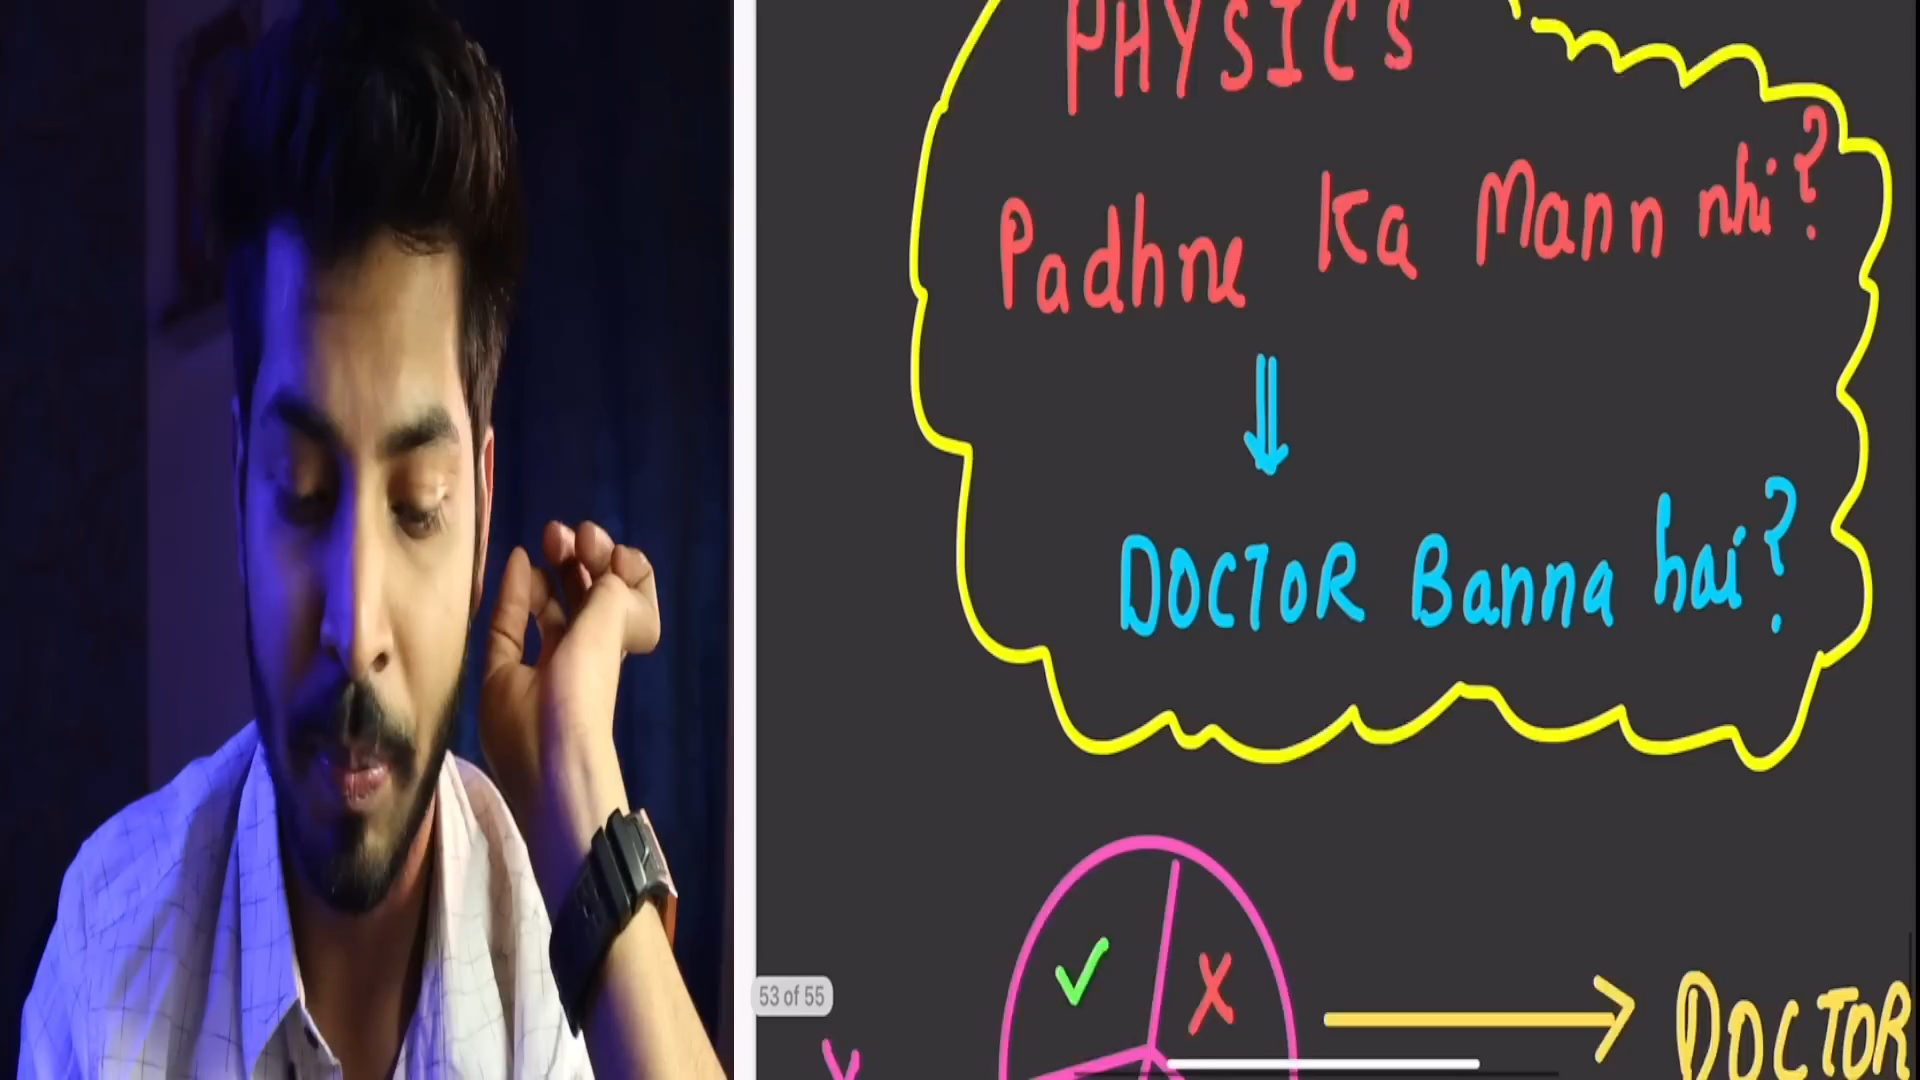 PHYSICS
Padhne Ka Mann nhi?
⇓
DOCTOR Banna hai?
✓ X
DOCTOR
53 of 55